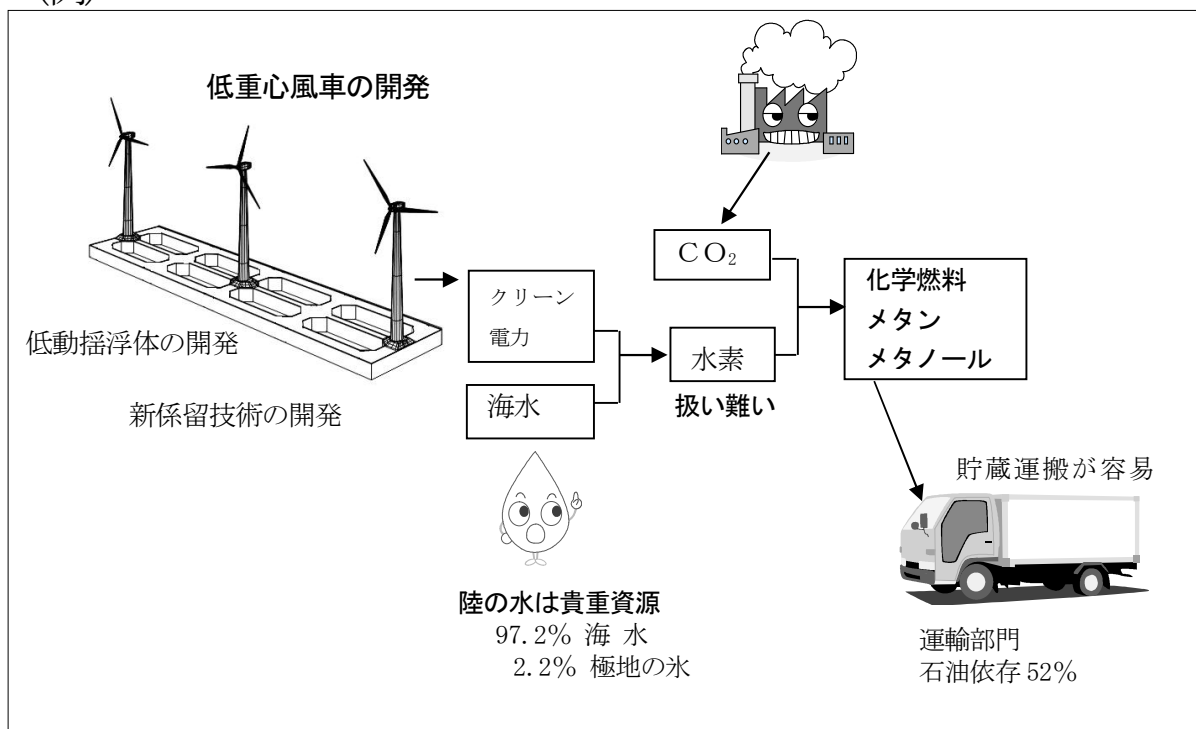 (例)
低重心風車の開発
低動揺浮体の開発
新係留技術の開発
クリーン
電力
海水
CO₂
水素
扱い難い
化学燃料
メタン
メタノール
貯蔵運搬が容易
陸の水は貴重資源
97.2% 海 水
2.2% 極地の氷
運輸部門
石油依存 52%